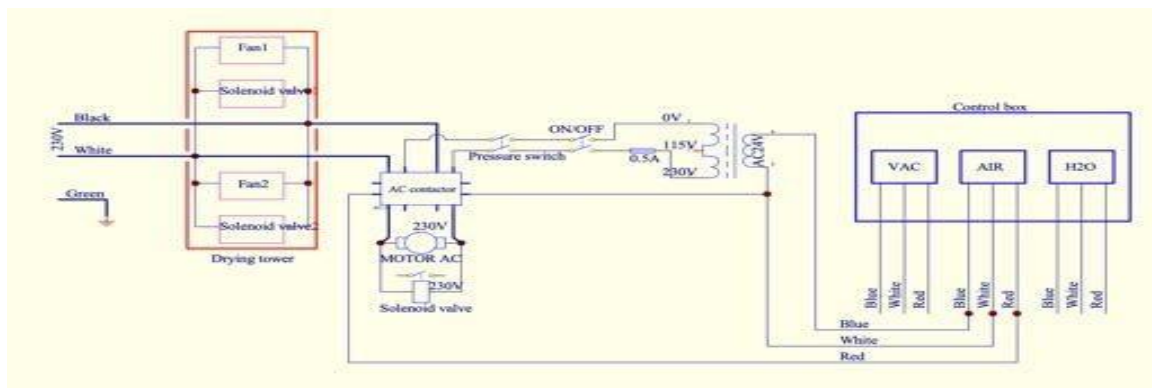 Fan1
Solenoid valve
Black
230V
White
Fan2
Green
Solenoid valve2
Drying tower
ON/OFF
Pressure switch
0V
115V
0.5A
230V
AC24V
AC contactor
230V
MOTOR AC
230V
Solenoid valve
Control box
VAC
AIR
H2O
Blue
White
Red
Blue
White
Red
Blue
White
Red
Blue
White
Red